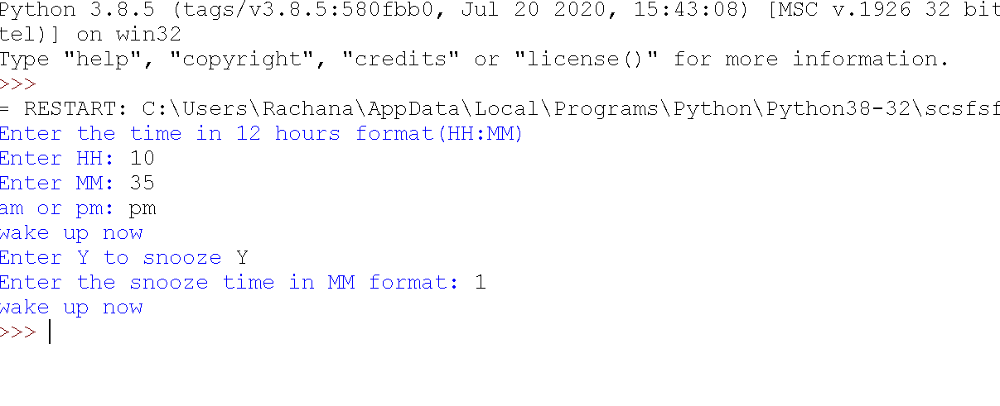 Python 3.8.5 (tags/v3.8.5:580fbb0, Jul 20 2020, 15:43:08) [MSC v.1926 32 bit
tel)] on win32
Type "help", "copyright", "credits" or "license()" for more information.
>>>
= RESTART: C:\Users\Rachana\AppData\Local\Programs\Python\Python38-32\scsfsf
Enter the time in 12 hours format(HH:MM)
Enter HH: 10
Enter MM: 35
am or pm: pm
wake up now
Enter Y to snooze Y
Enter the snooze time in MM format: 1
wake up now
>>>